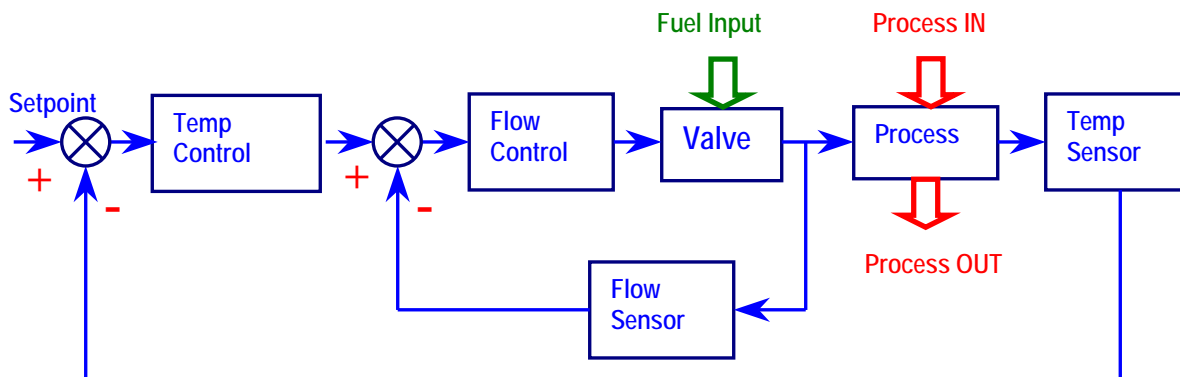 Fuel Input
Process IN
Setpoint
+
-
Temp
Control
+
-
Flow
Control
Valve
Process
Temp
Sensor
Process OUT
Flow
Sensor